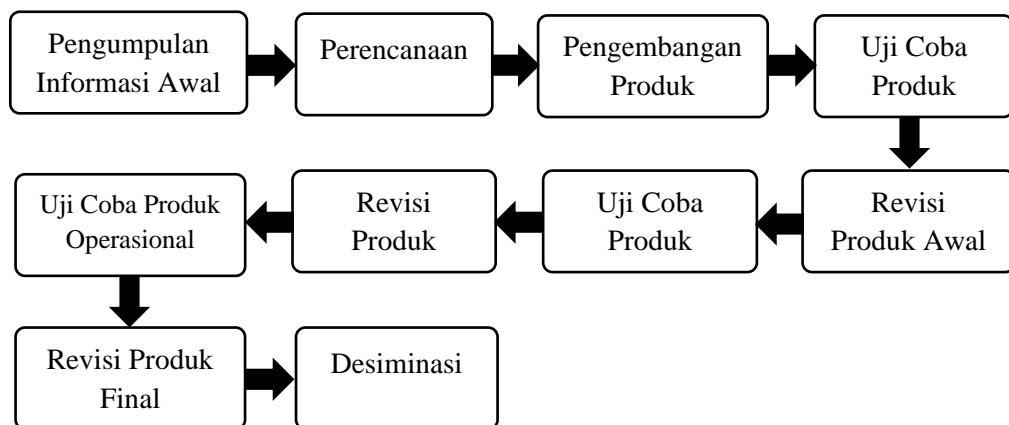 Pengumpulan
Informasi Awal
Perencanaan
Pengembangan
Produk
Uji Coba
Produk
Revisi
Produk Awal
Uji Coba
Produk
Revisi
Produk
Uji Coba Produk
Operasional
Revisi Produk
Final
Desiminasi